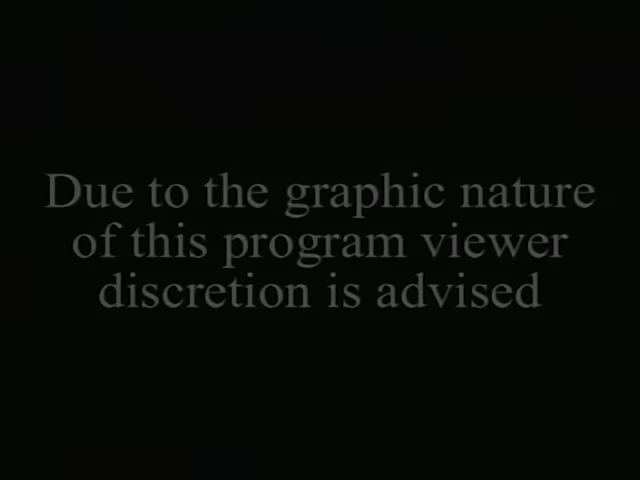 Due to the graphic nature
of this program viewer
discretion is advised